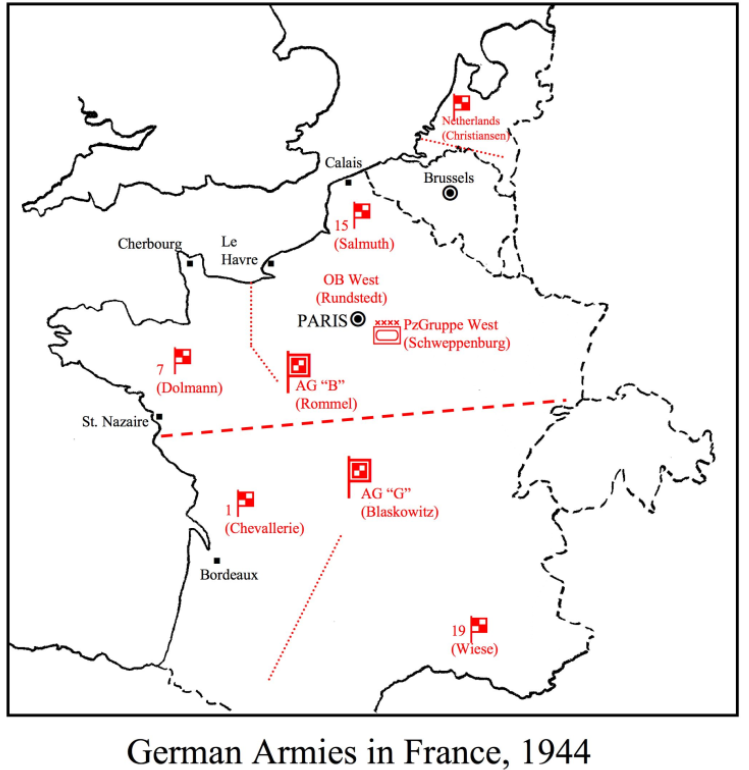 Netherlands
(Christiansen)
Calais
Brussels
15
(Salmuth)
Cherbourg
Le
Havre
OB West
(Rundstedt)
PARIS
xxxx
PzGruppe West
(Schweppenburg)
7
(Dolmann)
AG “B”
(Rommel)
St. Nazaire
AG “G”
(Blaskowitz)
1
(Chevallerie)
Bordeaux
19
(Wiese)
German Armies in France, 1944